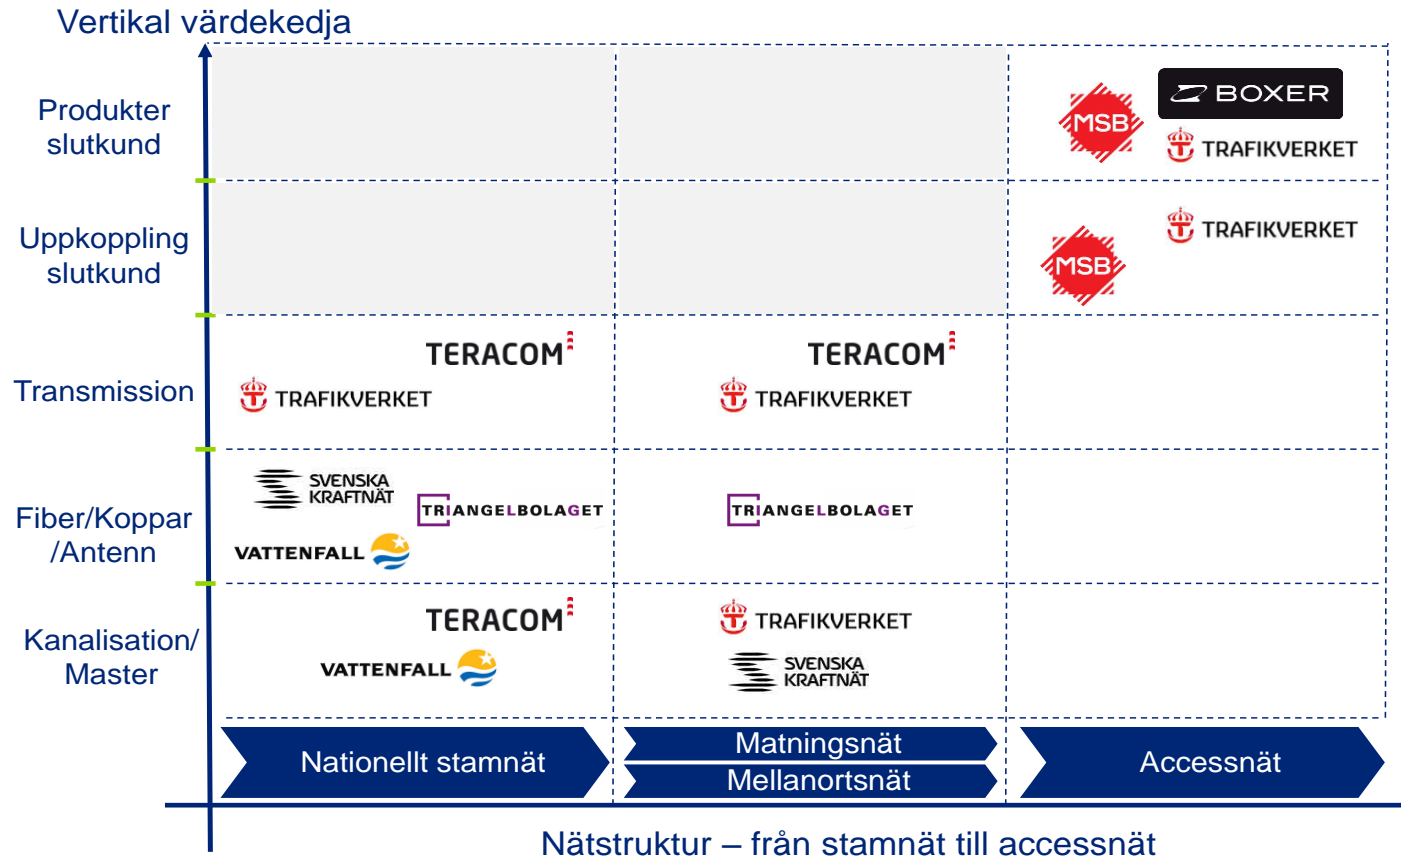 Vertikal värdekedja
Produkter
slutkund
MSB
BOXER
TRAFIKVERKET
Uppkoppling
slutkund
MSB
TRAFIKVERKET
Transmission
TERACOM
TRAFIKVERKET
TERACOM
TRAFIKVERKET
Fiber/Koppar
/Antenn
SVENSKA
KRAFTNÄT
TRIANGELBOLAGET
VATTENFALL
TRIANGELBOLAGET
Kanalisation/
Master
TERACOM
VATTENFALL
TRAFIKVERKET
SVENSKA
KRAFTNÄT
Nationellt stamnät
Matningsnät
Mellanortsnät
Accessnät
Nätstruktur – från stamnät till accessnät